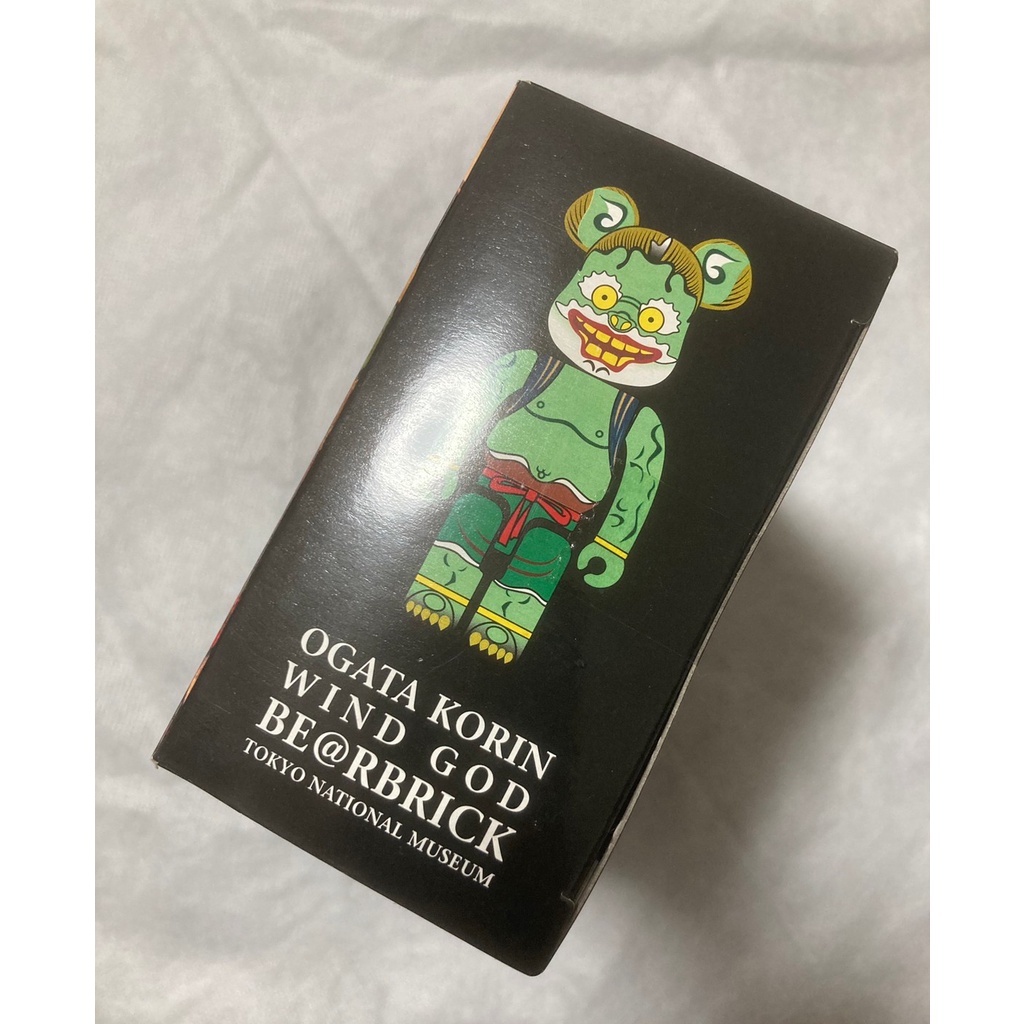 OGATA KORIN
WIND GOD
BE@RBRICK
TOKYO NATIONAL MUSEUM